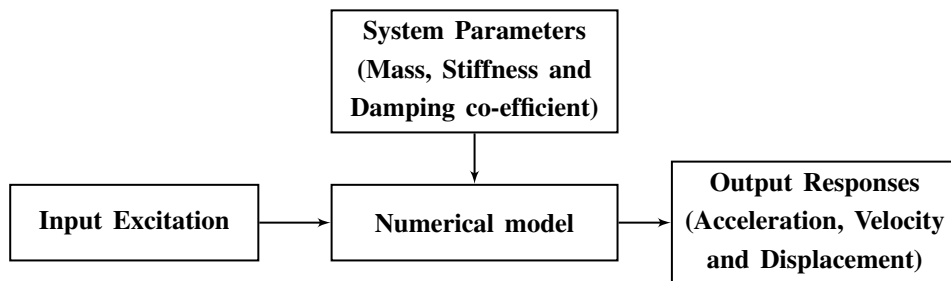 System Parameters
(Mass, Stiffness and
Damping co-efficient)
Input Excitation
Numerical model
Output Responses
(Acceleration, Velocity
and Displacement)